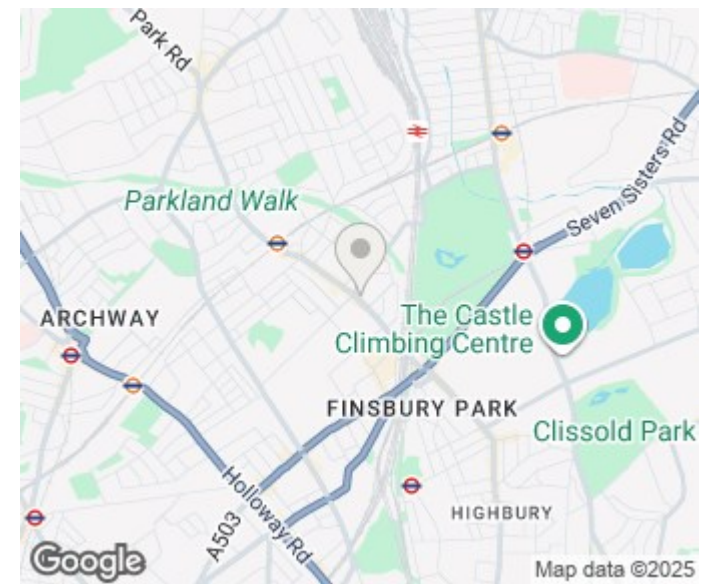 Park Rd
Parkland Walk
Seven Sisters Rd
ARCHWAY
The Castle
Climbing Centre
FINSBURY PARK
Clissold Park
Holloway Rd
A503
HIGHBURY
Google
Map data ©2025